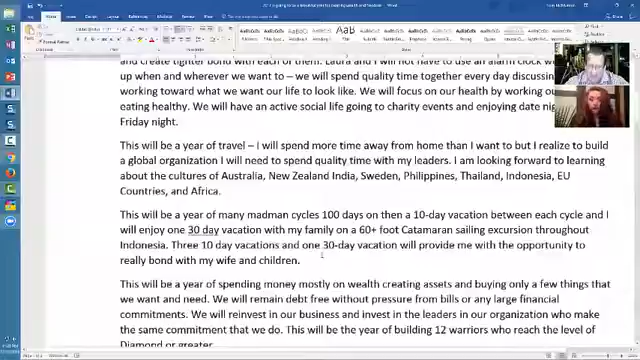 and create tighter bond with each of them. Laura and I will not have to use an alarm clock
up when and wherever we want to – we will spend quality time together every day discussing
working toward what we want our life to look like. We will focus on our health by working out
eating healthy. We will have an active social life going to charity events and enjoying date
Friday night.
This will be a year of travel – I will spend more time away from home than I want to but I realize to build
a global organization I will need to spend quality time with my leaders. I am looking forward to learning
about the cultures of Australia, New Zealand India, Sweden, Philippines, Thailand, Indonesia, EU
Countries, and Africa.
This will be a year of many madman cycles 100 days on then a 10-day vacation between each cycle and I
will enjoy one 30 day vacation with my family on a 60+ foot Catamaran sailing excursion throughout
Indonesia. Three 10 day vacations and one 30-day vacation will provide me with the opportunity to
really bond with my wife and children.
This will be a year of spending money mostly on wealth creating assets and buying only a few things that
we want and need. We will remain debt free without pressure from bills or any large financial
commitments. We will reinvest in our business and invest in the leaders in our organization who make
the same commitment that we do. This will be the year of building 12 warriors who reach the level of
Diamond or greater.